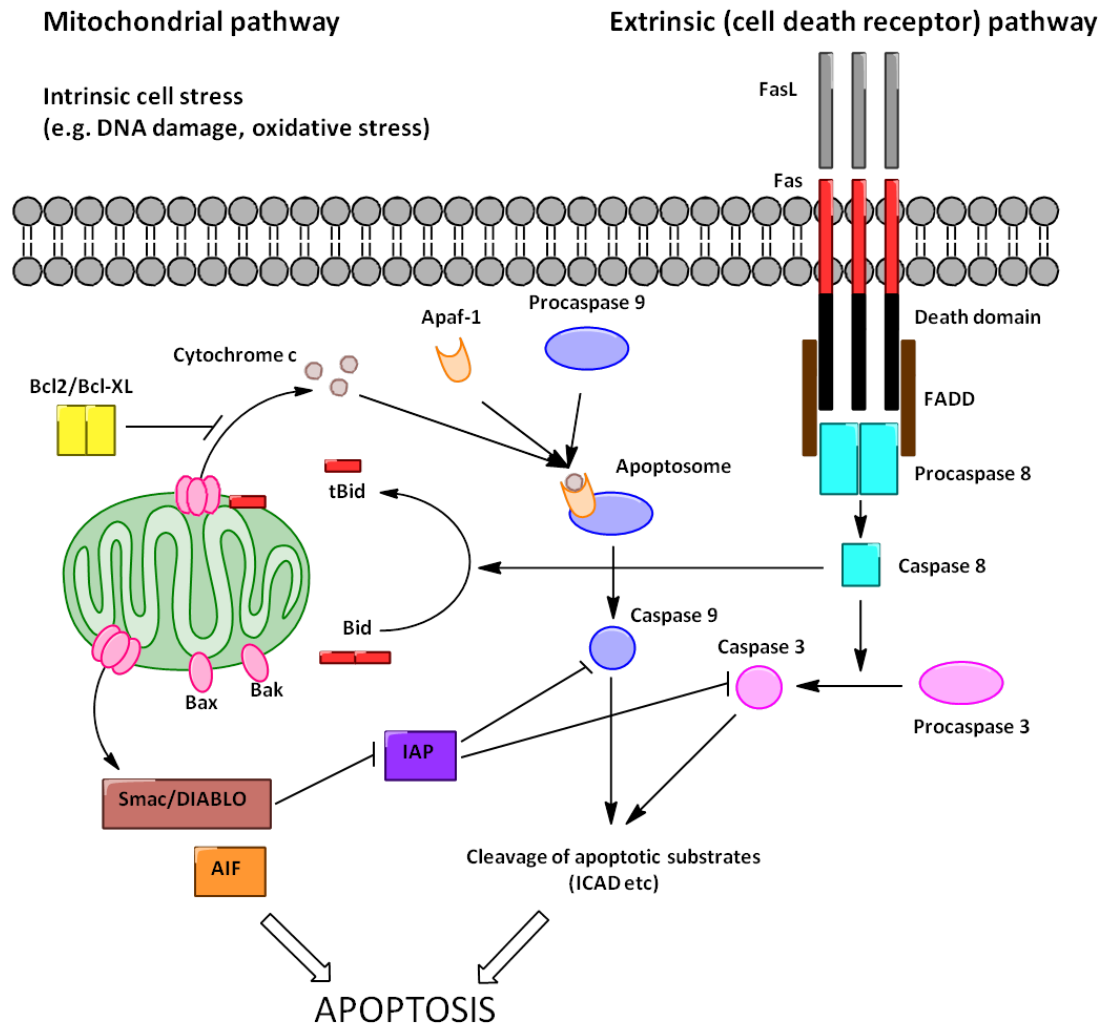 Mitochondrial pathway
Extrinsic (cell death receptor) pathway
Intrinsic cell stress
(e.g. DNA damage, oxidative stress)
FasL
Fas
Procaspase 9
Apaf-1
Death domain
Cytochrome c
Bcl2/Bcl-XL
FADD
Apoptosome
Procaspase 8
tBid
Caspase 8
Caspase 9
Bid
Caspase 3
Bak
Bax
Procaspase 3
IAP
Smac/DIABLO
AIF
Cleavage of apoptotic substrates
(ICAD etc)
APOPTOSIS